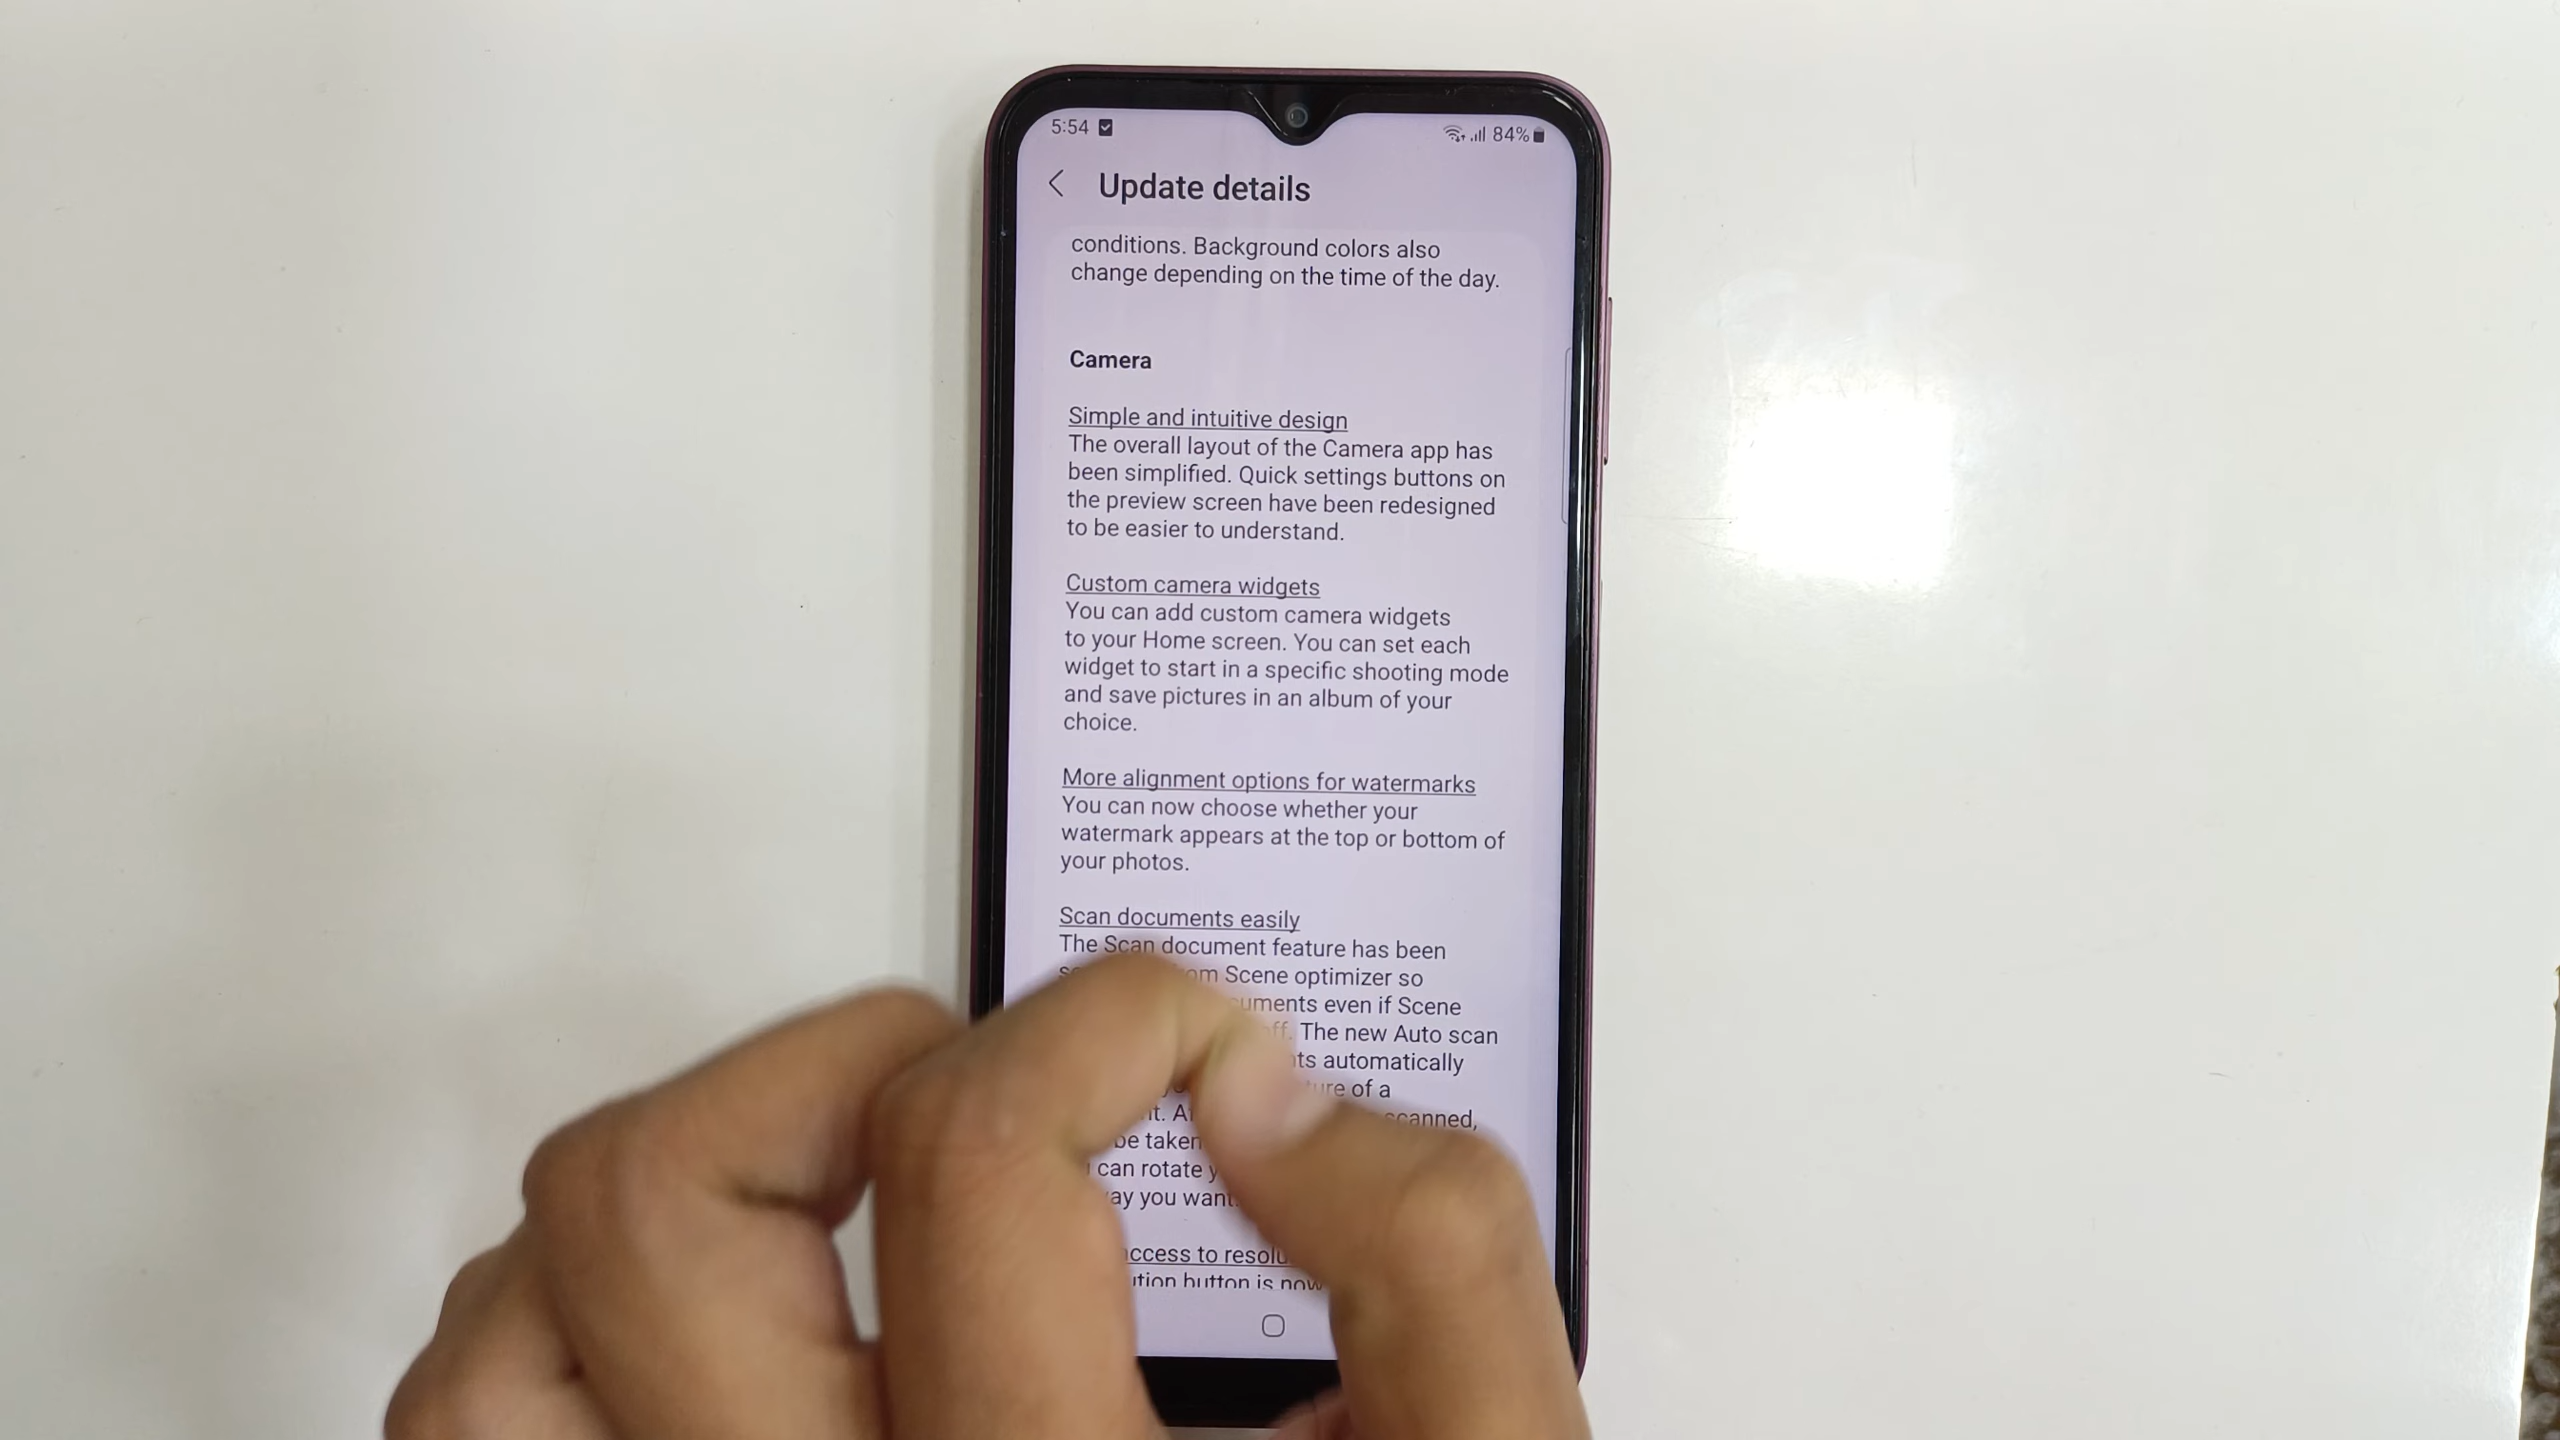 5:54
84%
Update details
conditions. Background colors also
change depending on the time of the day.
Camera
Simple and intuitive design
The overall layout of the Camera app has
been simplified. Quick settings buttons on
the preview screen have been redesigned
to be easier to understand.
Custom camera widgets
You can add custom camera widgets
to your Home screen. You can set each
widget to start in a specific shooting mode
and save pictures in an album of your
choice.
More alignment options for watermarks
You can now choose whether your
watermark appears at the top or bottom of
your photos.
Scan documents easily
The Scan document feature has been
Scene optimizer so
even if Scene
The new Auto scan
automatically
of a
scanned,
be taken
can rotate
you want.
to
button is now